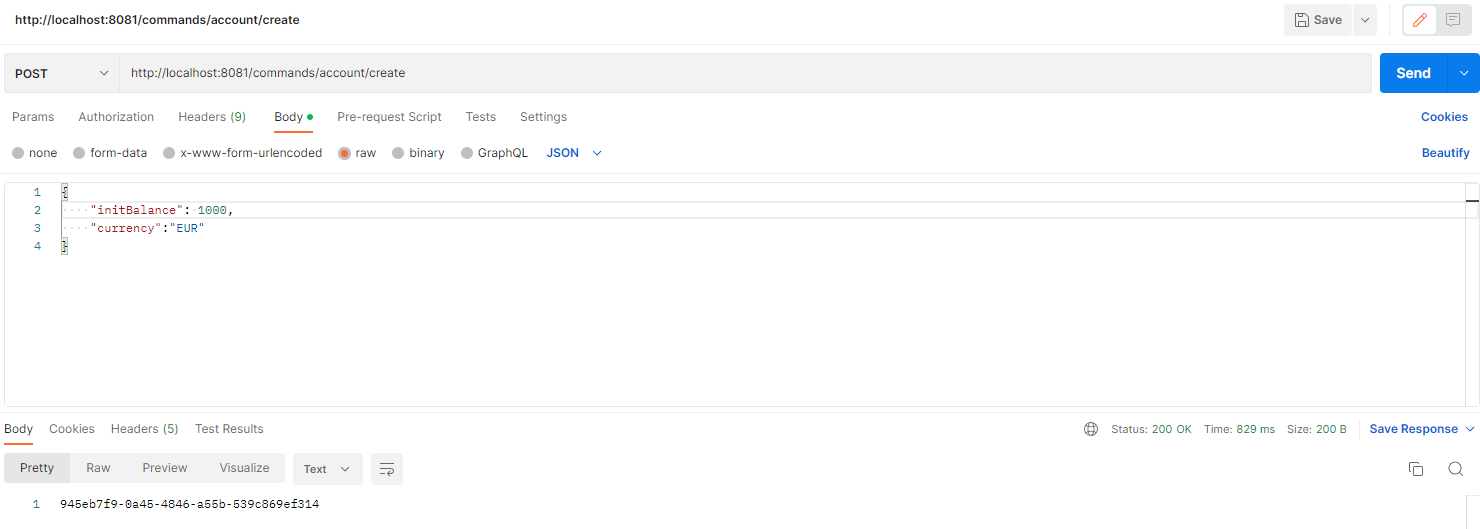 http://localhost:8081/commands/account/create
Save
POST http://localhost:8081/commands/account/create Send
Params Authorization Headers (9) Body Pre-request Script Tests Settings Cookies
none form-data x-www-form-urlencoded raw binary GraphQL JSON Beautify
1 {
2 "initBalance": 1000,
3 "currency":"EUR"
4 }
Body Cookies Headers (5) Test Results Status: 200 OK Time: 829 ms Size: 200 B Save Response
Pretty Raw Preview Visualize Text
1 945eb7f9-0a45-4846-a55b-539c869ef314